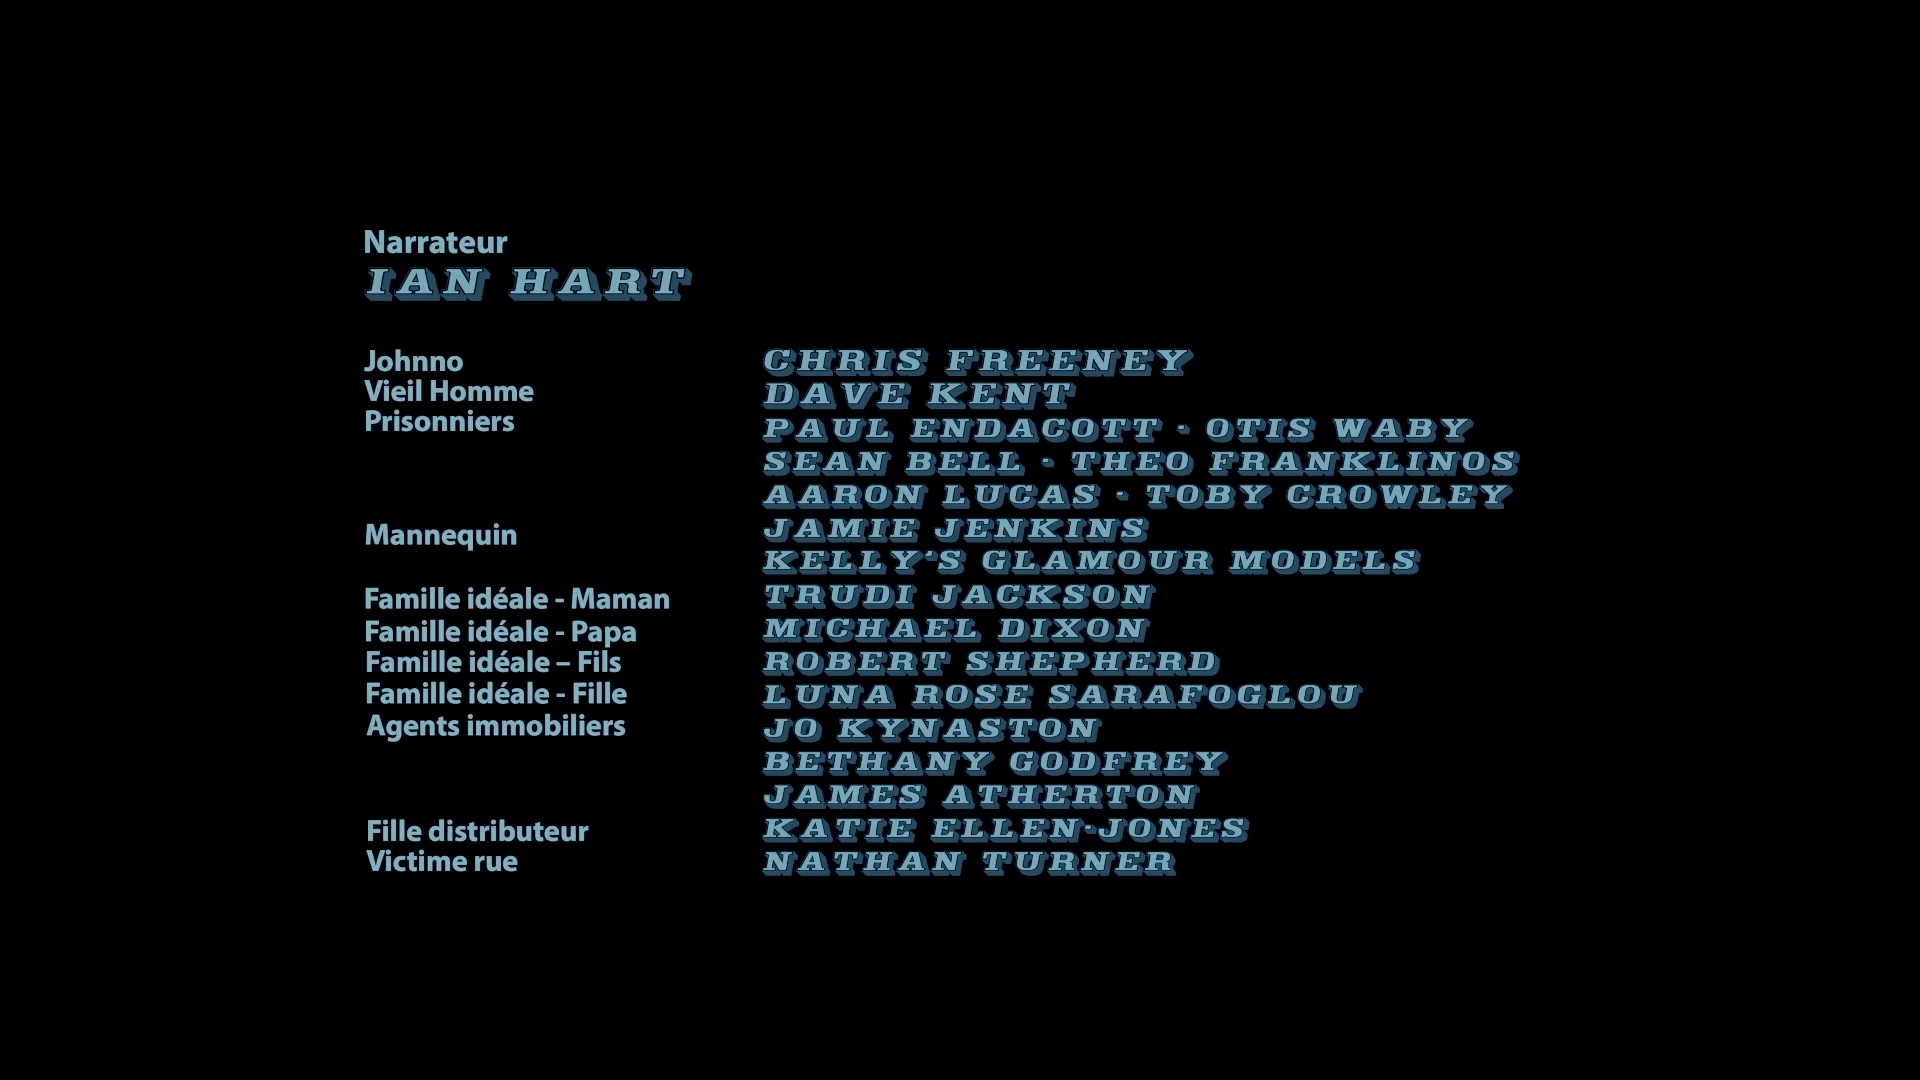 Narrateur
IAN HART
Johnno CHRIS FREENEY
Vieil Homme DAVE KENT
Prisonniers PAUL ENDACOTT · OTIS WABY
SEAN BELL · THEO FRANKLINOS
AARON LUCAS · TOBY CROWLEY
Mannequin JAMIE JENKINS
KELLY'S GLAMOUR MODELS
Famille idéale - Maman TRUDI JACKSON
Famille idéale - Papa MICHAEL DIXON
Famille idéale – Fils ROBERT SHEPHERD
Famille idéale - Fille LUNA ROSE SARAFOGLOU
Agents immobiliers JO KYNASTON
BETHANY GODFREY
JAMES ATHERTON
Fille distributeur KATIE ELLEN-JONES
Victime rue NATHAN TURNER